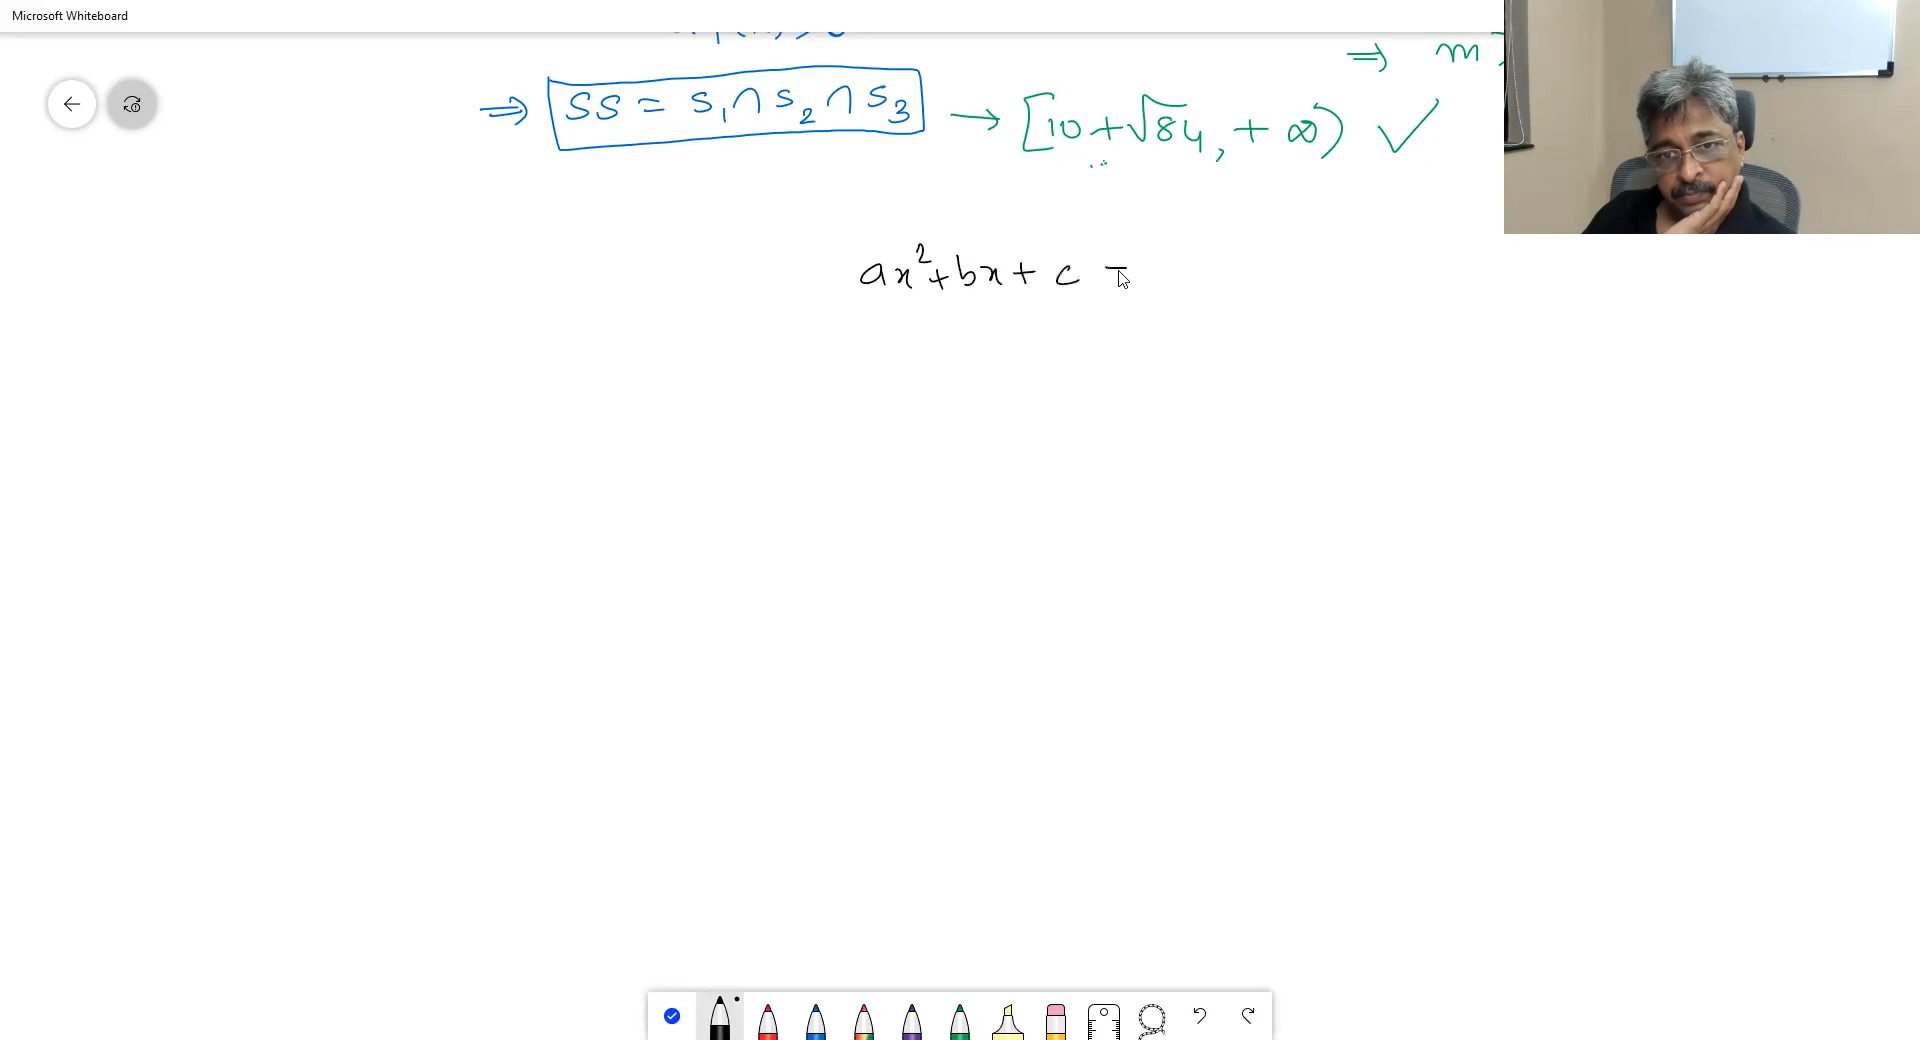 Microsoft Whiteboard
⇒ m
⇒ SS = S₁ ∩ S₂ ∩ S₃ → [10 + √84, + ∞) ✓
ax² + bx + c =